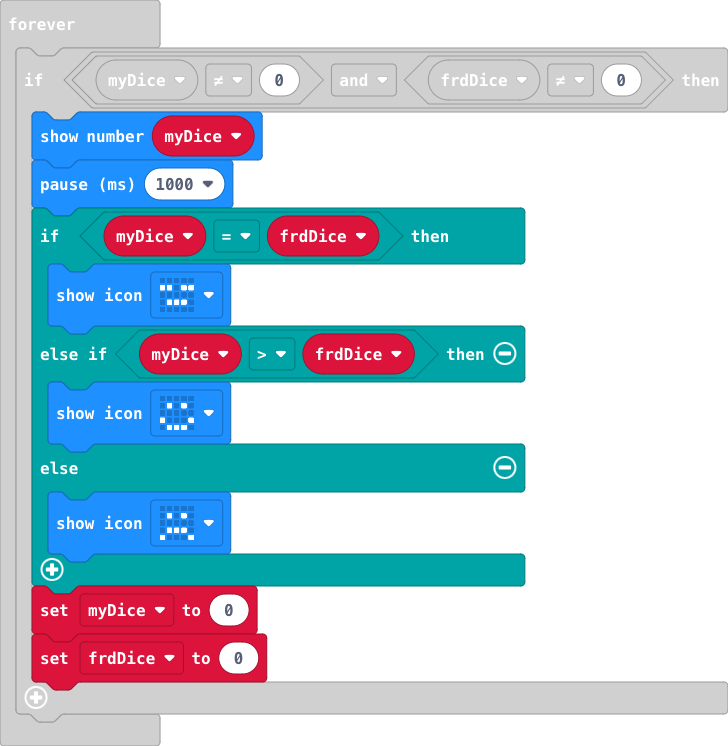 forever
if myDice ≠ 0 and frdDice ≠ 0 then
show number myDice
pause (ms) 1000
if myDice = frdDice then
show icon
else if myDice > frdDice then
show icon
else
show icon
set myDice to 0
set frdDice to 0